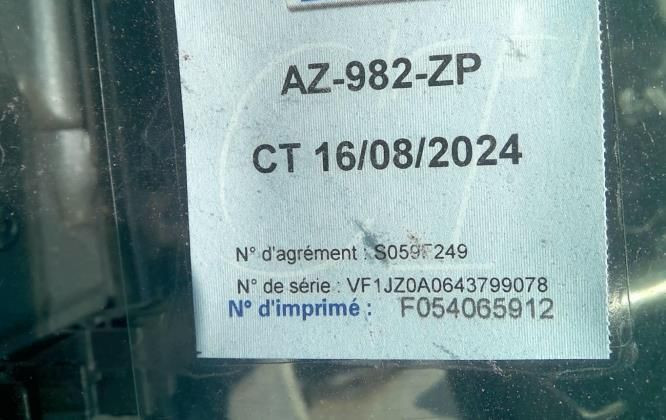 AZ-982-ZP
CT 16/08/2024
N° d'agrément : S059F249
N° de série : VF1JZ0A0643799078
N° d'imprimé : F054065912